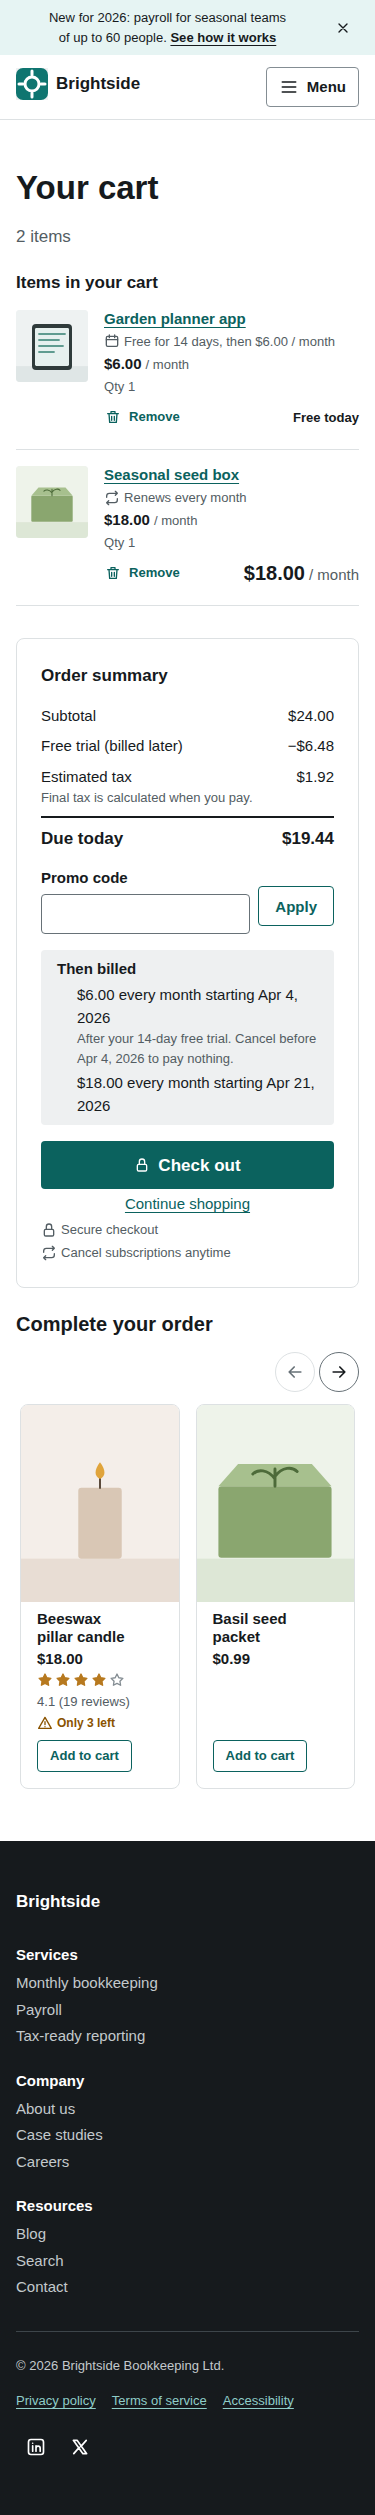 New for 2026: payroll for seasonal teams
of up to 60 people. See how it works
Brightside
Menu
Your cart
2 items
Items in your cart
Garden planner app
Free for 14 days, then $6.00 / month
$6.00 / month
Qty 1
Remove
Free today
Seasonal seed box
Renews every month
$18.00 / month
Qty 1
Remove
$18.00 / month
Order summary
Subtotal
$24.00
Free trial (billed later)
−$6.48
Estimated tax
$1.92
Final tax is calculated when you pay.
Due today
$19.44
Promo code
Apply
Then billed
$6.00 every month starting Apr 4,
2026
After your 14-day free trial. Cancel before
Apr 4, 2026 to pay nothing.
$18.00 every month starting Apr 21,
2026
Check out
Continue shopping
Secure checkout
Cancel subscriptions anytime
Complete your order
Beeswax
pillar candle
$18.00
4.1 (19 reviews)
Only 3 left
Add to cart
Basil seed
packet
$0.99
Add to cart
Brightside
Services
Monthly bookkeeping
Payroll
Tax-ready reporting
Company
About us
Case studies
Careers
Resources
Blog
Search
Contact
© 2026 Brightside Bookkeeping Ltd.
Privacy policy
Terms of service
Accessibility